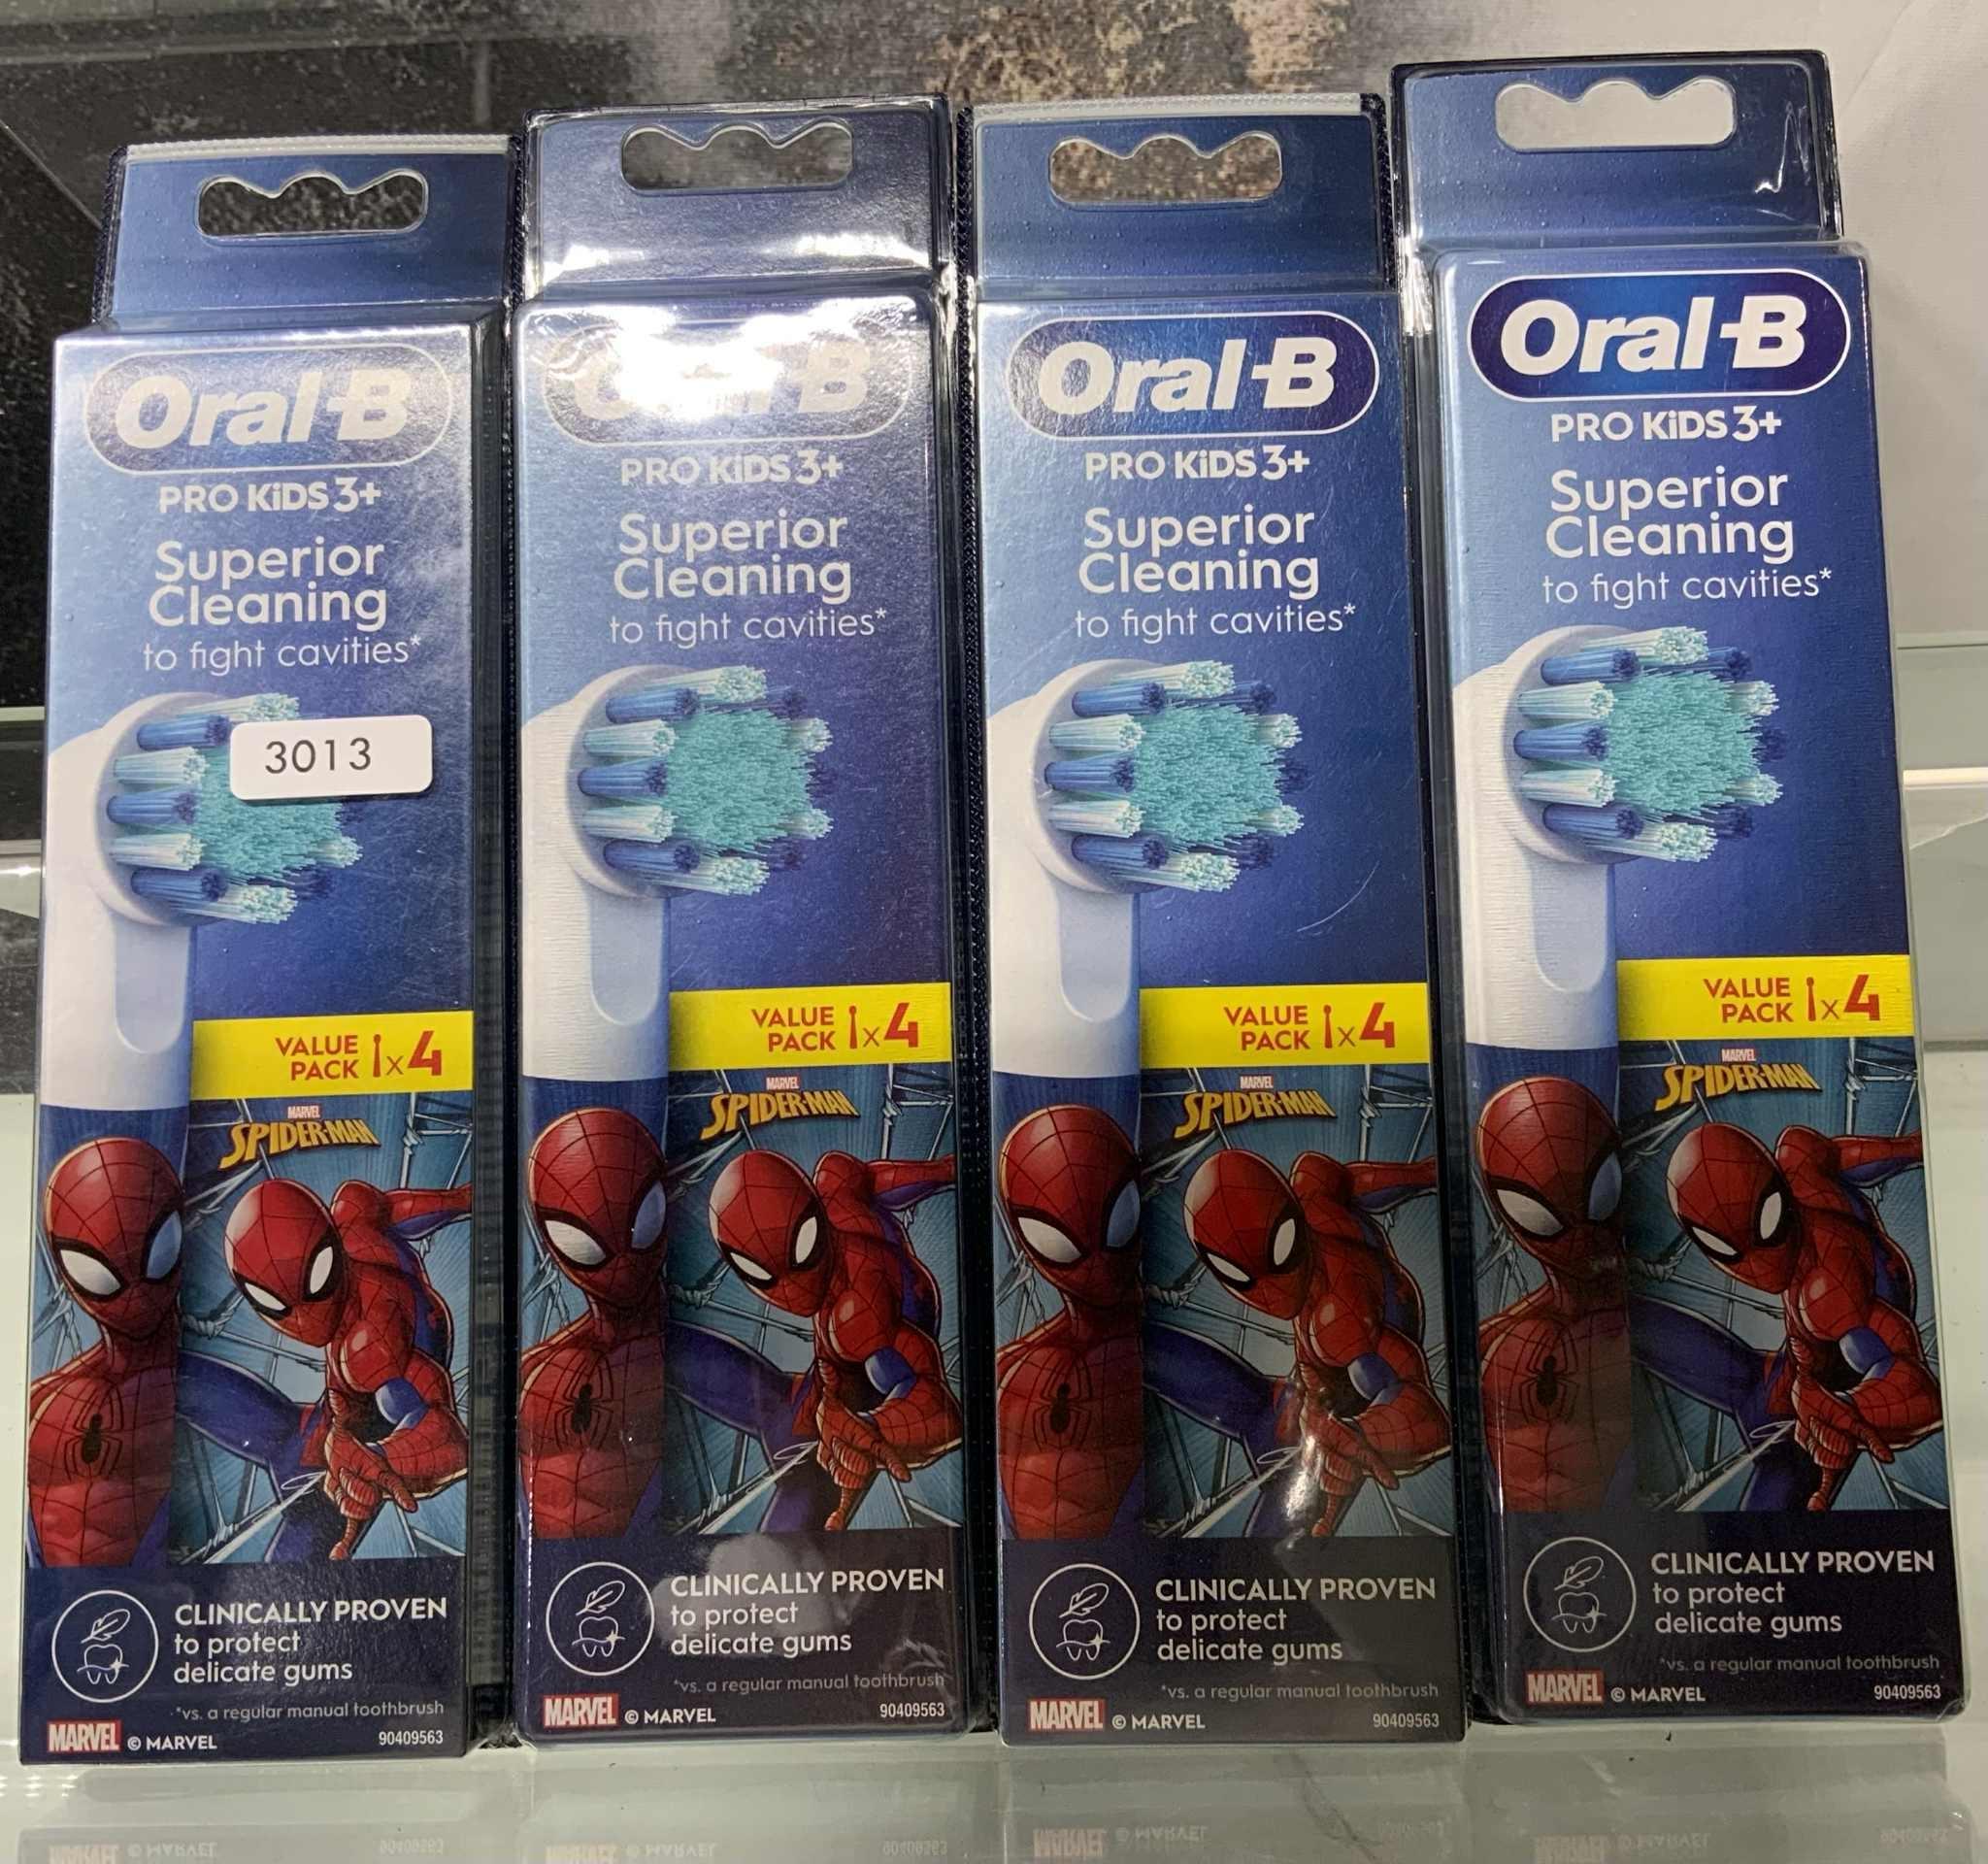 Oral-B
PRO KiDS 3+
Superior
Cleaning
to fight cavities*
3013
VALUE
PACK x4
MARVEL
SPIDER-MAN
CLINICALLY PROVEN
to protect
delicate gums
*vs. a regular manual toothbrush
MARVEL © MARVEL 90409563
Oral-B
PRO KiDS 3+
Superior
Cleaning
to fight cavities*
VALUE
PACK x4
MARVEL
SPIDER-MAN
CLINICALLY PROVEN
to protect
delicate gums
*vs. a regular manual toothbrush
MARVEL © MARVEL 90409563
Oral-B
PRO KiDS 3+
Superior
Cleaning
to fight cavities*
VALUE
PACK x4
MARVEL
SPIDER-MAN
CLINICALLY PROVEN
to protect
delicate gums
*vs. a regular manual toothbrush
MARVEL © MARVEL 90409563
Oral-B
PRO KiDS 3+
Superior
Cleaning
to fight cavities*
VALUE
PACK x4
MARVEL
SPIDER-MAN
CLINICALLY PROVEN
to protect
delicate gums
*vs. a regular manual toothbrush
MARVEL © MARVEL 90409563